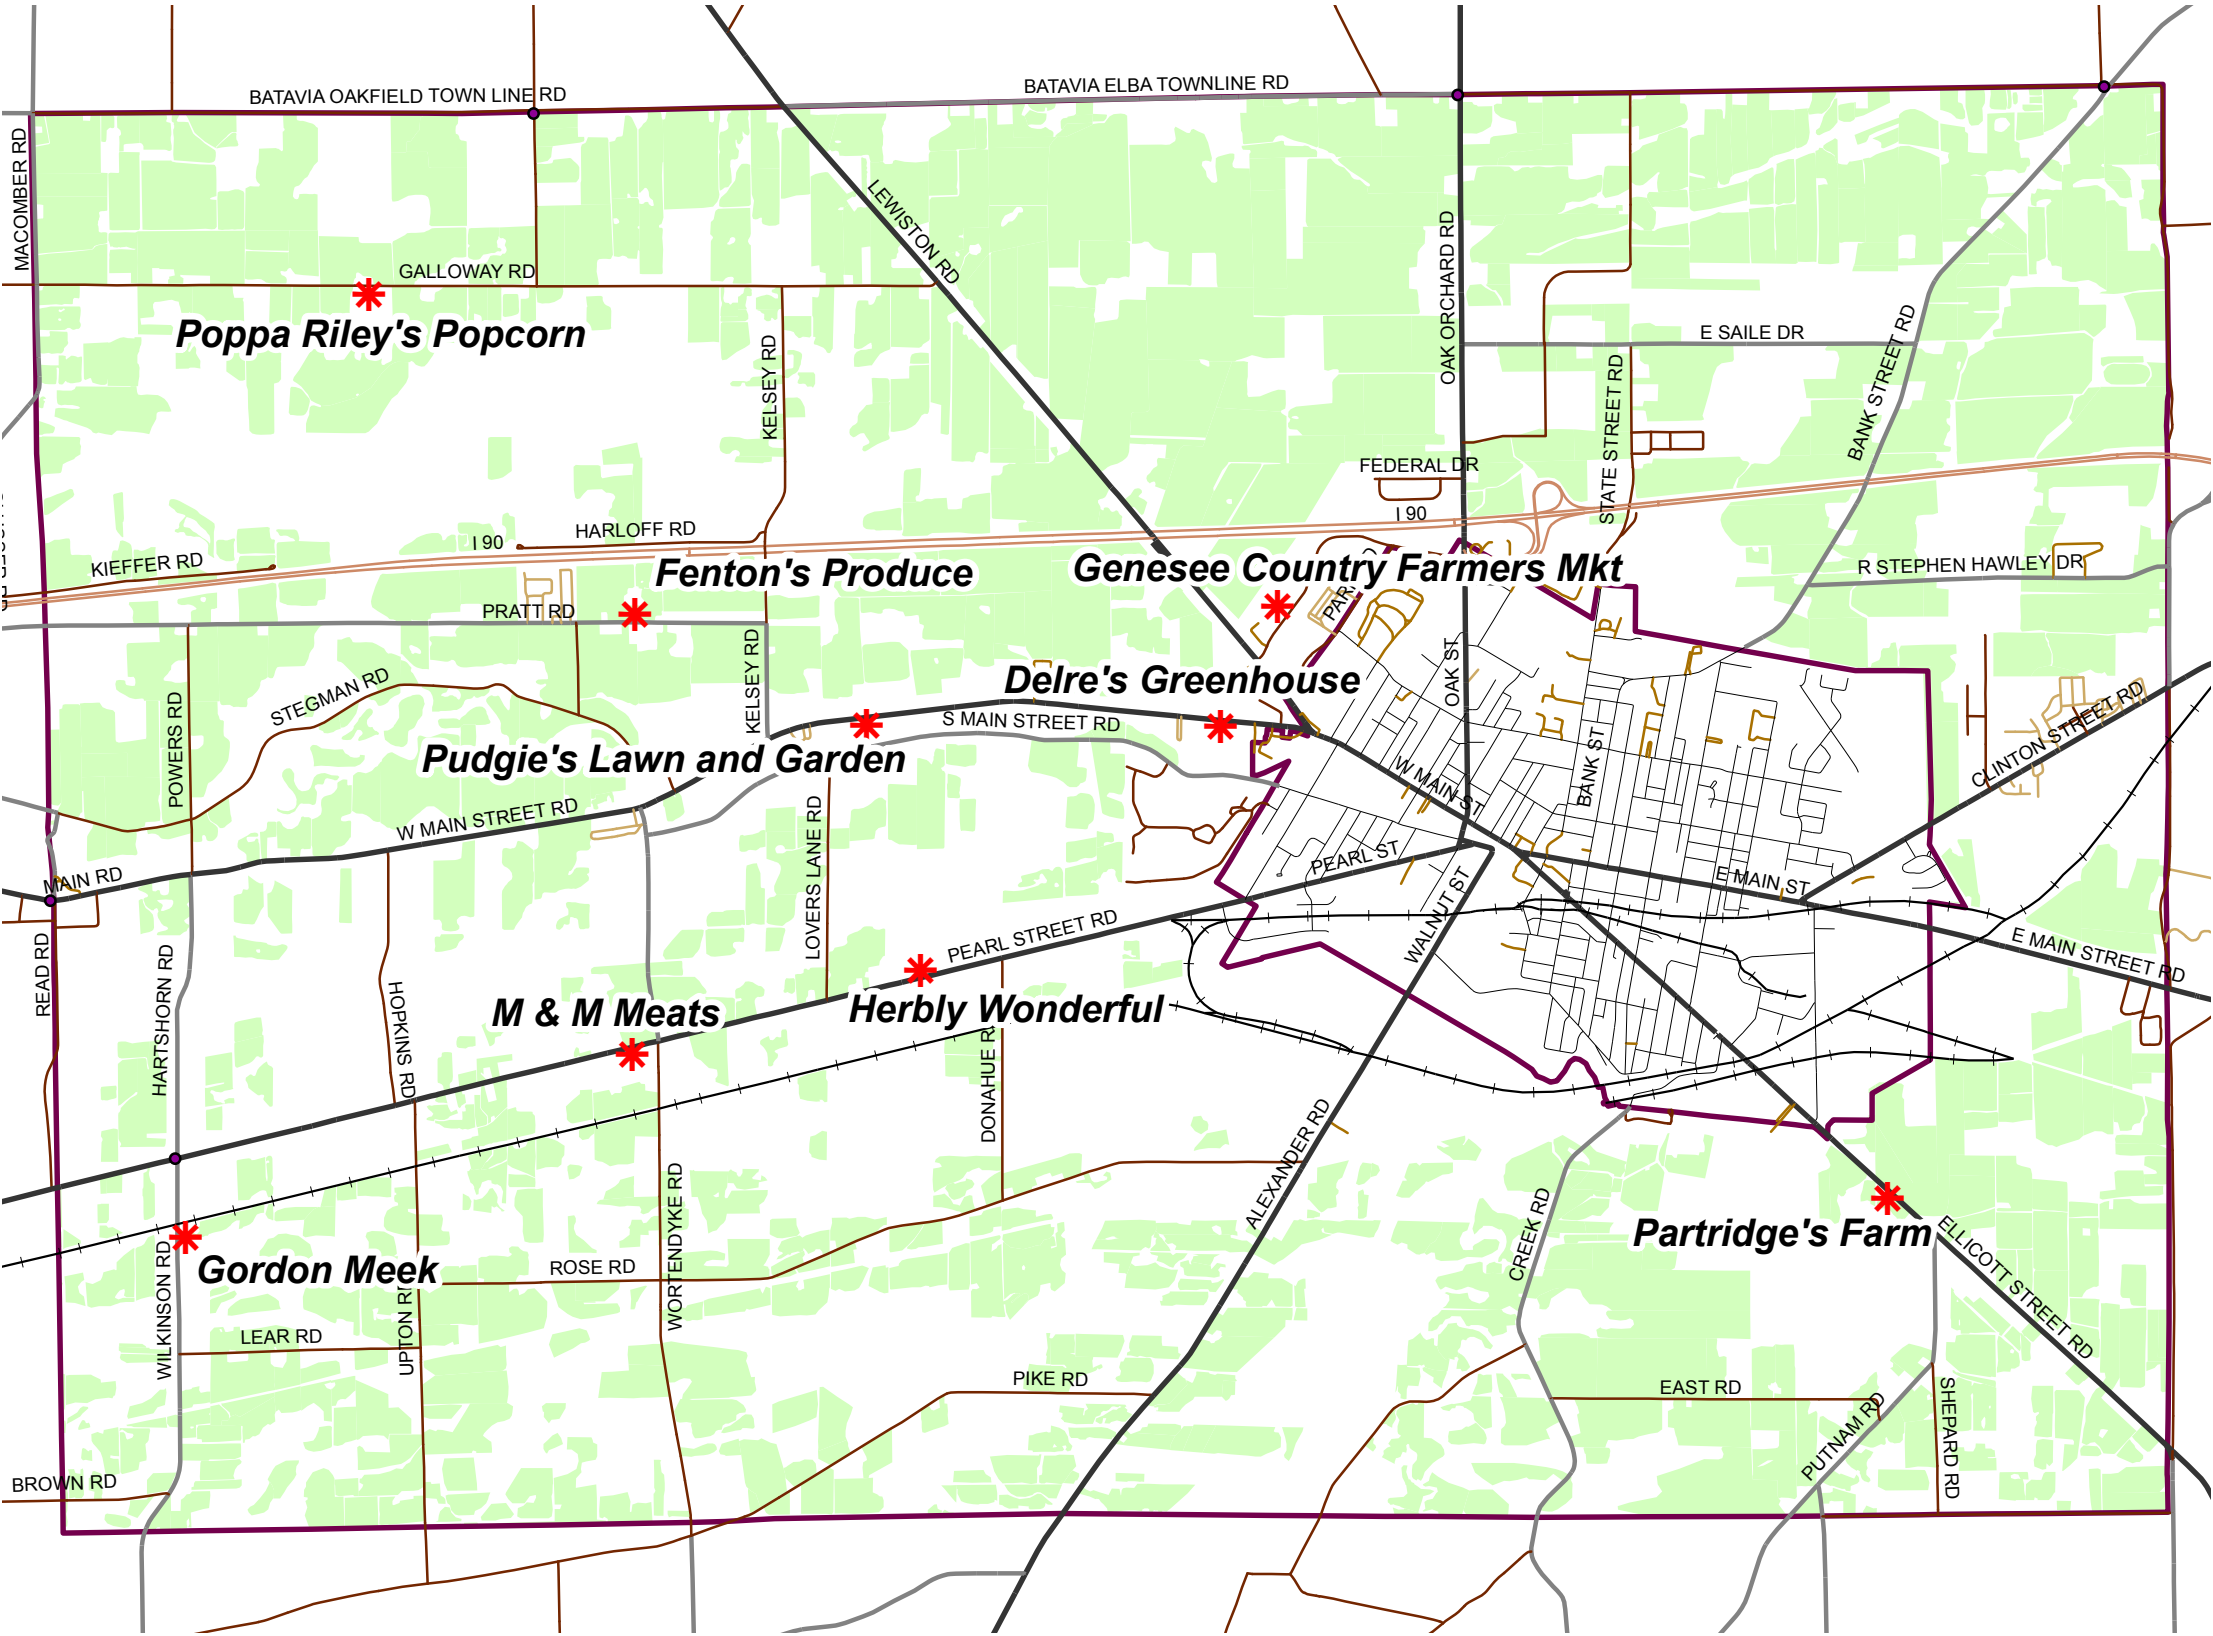 BATAVIA OAKFIELD TOWN LINE RD
BATAVIA ELBA TOWNLINE RD
MACOMBER RD
LEWISTON RD
OAK ORCHARD RD
GALLOWAY RD
Poppa Riley's Popcorn
KELSEY RD
E SAILE DR
STATE STREET RD
BANK STREET RD
FEDERAL DR
I 90
HARLOFF RD
I 90
KIEFFER RD
Fenton's Produce
Genesee Country Farmers Mkt
R STEPHEN HAWLEY DR
PRATT RD
STEGMAN RD
POWERS RD
KELSEY RD
Delre's Greenhouse
OAK ST
S MAIN STREET RD
Pudgie's Lawn and Garden
CLINTON STREET RD
BANK ST
W MAIN ST
W MAIN STREET RD
LOVERS LANE RD
PEARL ST
MAIN RD
E MAIN ST
WALNUT ST
PEARL STREET RD
E MAIN STREET RD
READ RD
HARTSHORN RD
HOPKINS RD
M & M Meats
Herbly Wonderful
DONAHUE R
ALEXANDER RD
WORTENDYKE RD
CREEK RD
Partridge's Farm
ELLICOTT STREET RD
WILKINSON RD
Gordon Meek
ROSE RD
UPTON R
LEAR RD
PIKE RD
EAST RD
PUTNAM RD
SHEPARD RD
BROWN RD